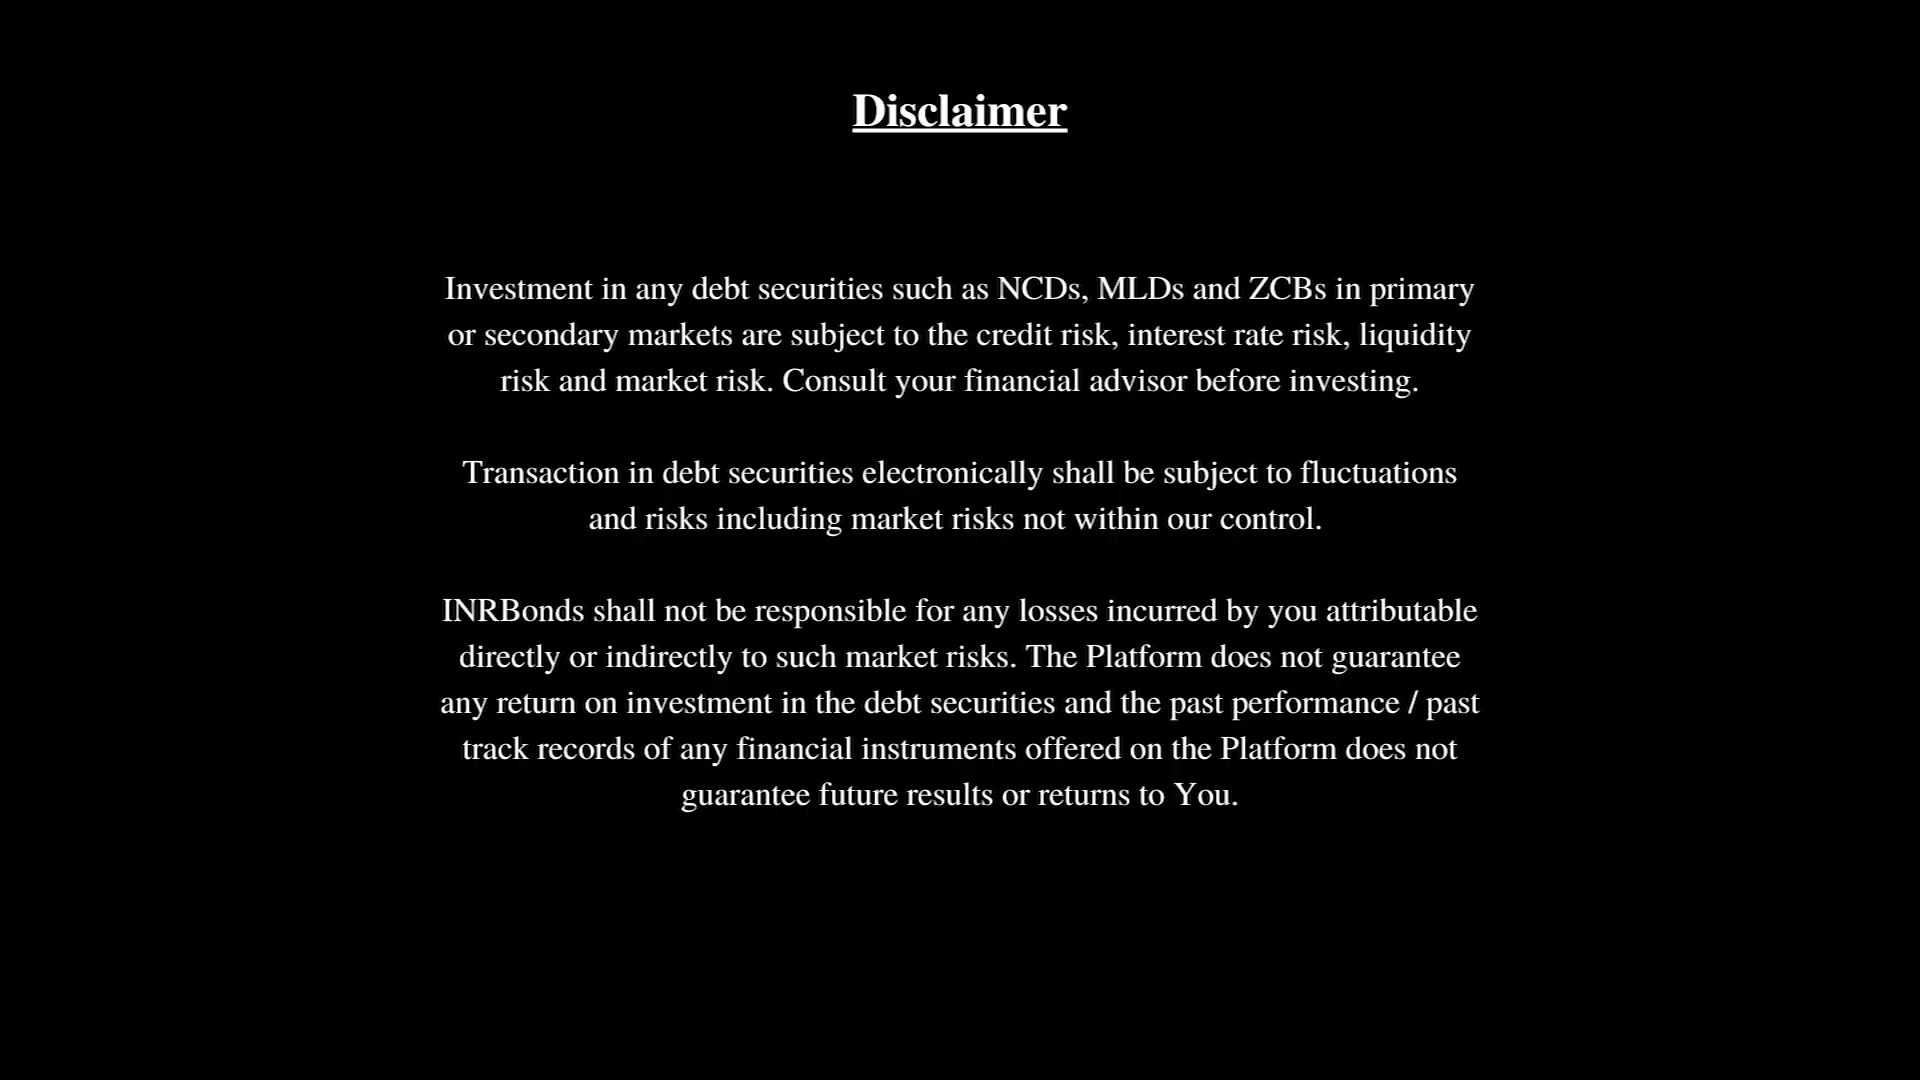 Disclaimer
Investment in any debt securities such as NCDs, MLDs and ZCBs in primary
or secondary markets are subject to the credit risk, interest rate risk, liquidity
risk and market risk. Consult your financial advisor before investing.
Transaction in debt securities electronically shall be subject to fluctuations
and risks including market risks not within our control.
INRBonds shall not be responsible for any losses incurred by you attributable
directly or indirectly to such market risks. The Platform does not guarantee
any return on investment in the debt securities and the past performance / past
track records of any financial instruments offered on the Platform does not
guarantee future results or returns to You.